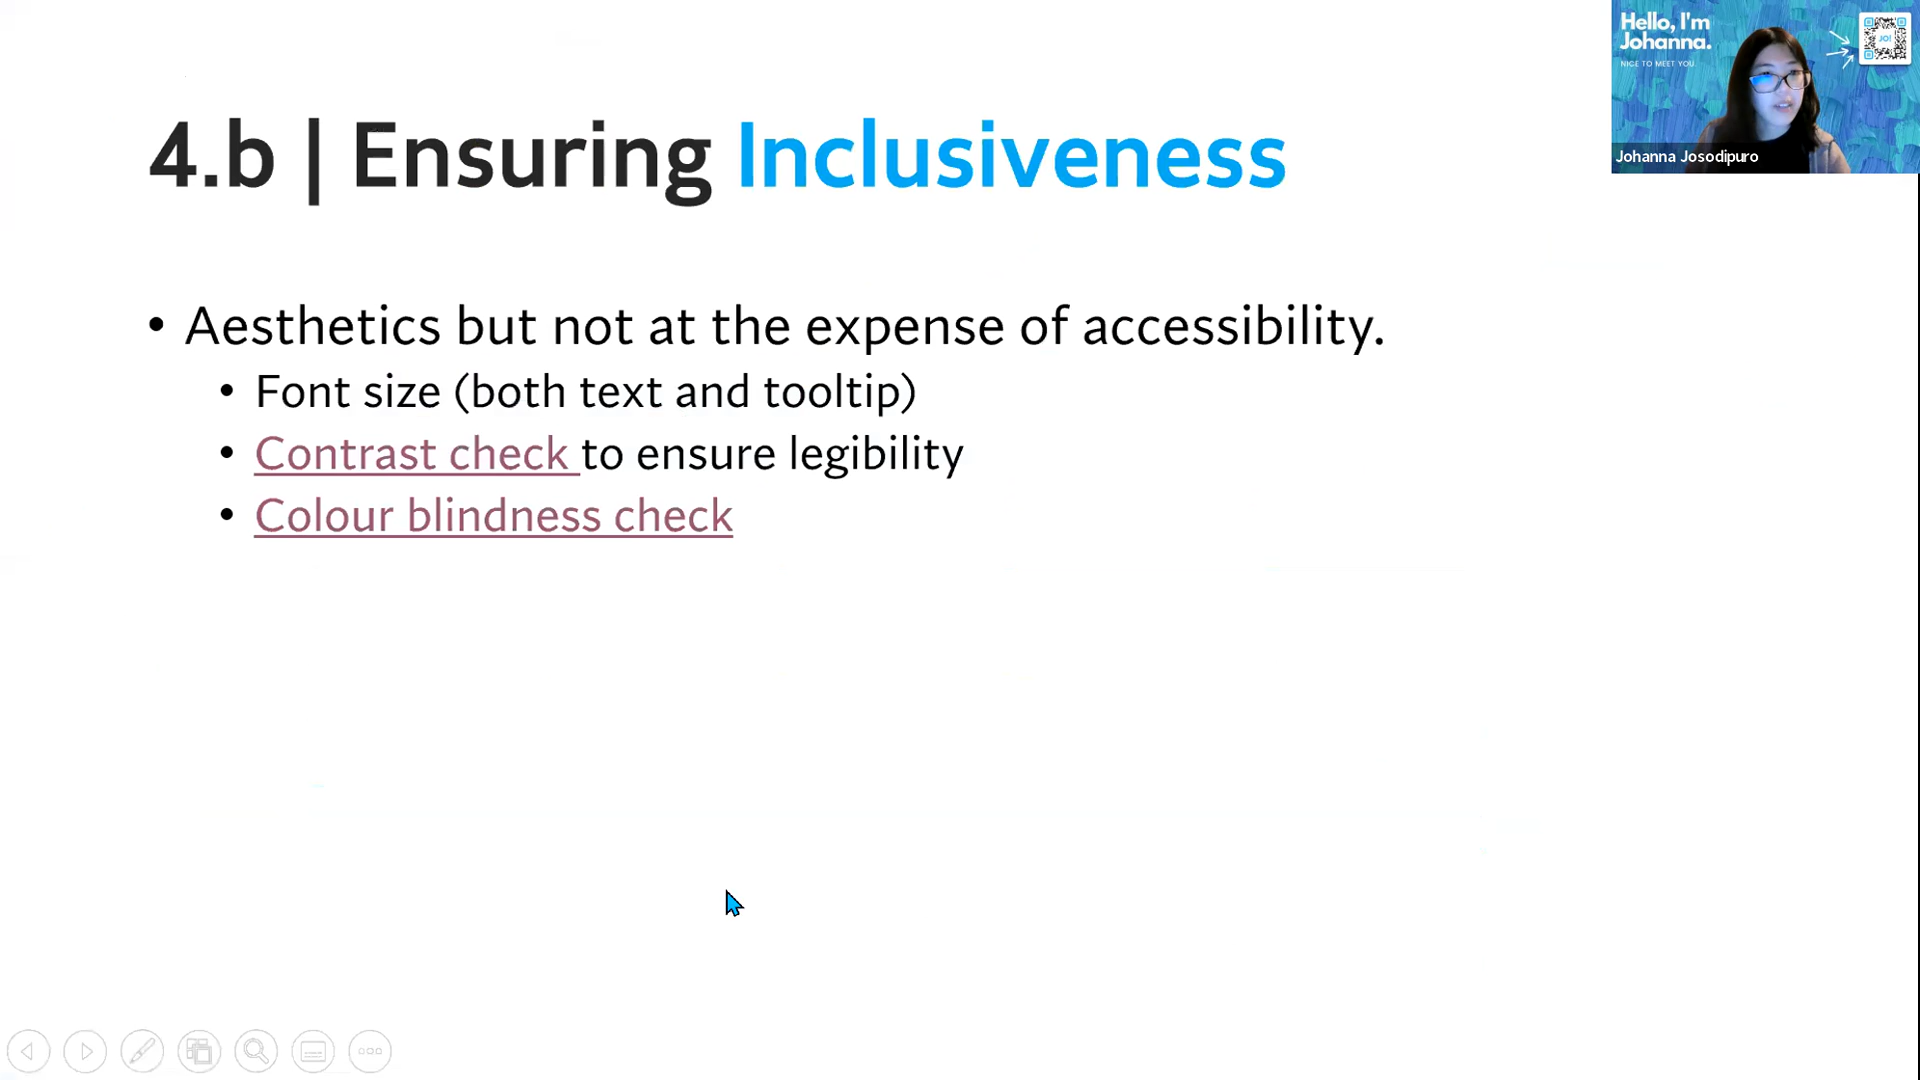 Hello, I'm
Johanna.
NICE TO MEET YOU.
JO!
Johanna Josodipuro
4.b | Ensuring Inclusiveness
• Aesthetics but not at the expense of accessibility.
• Font size (both text and tooltip)
• Contrast check to ensure legibility
• Colour blindness check